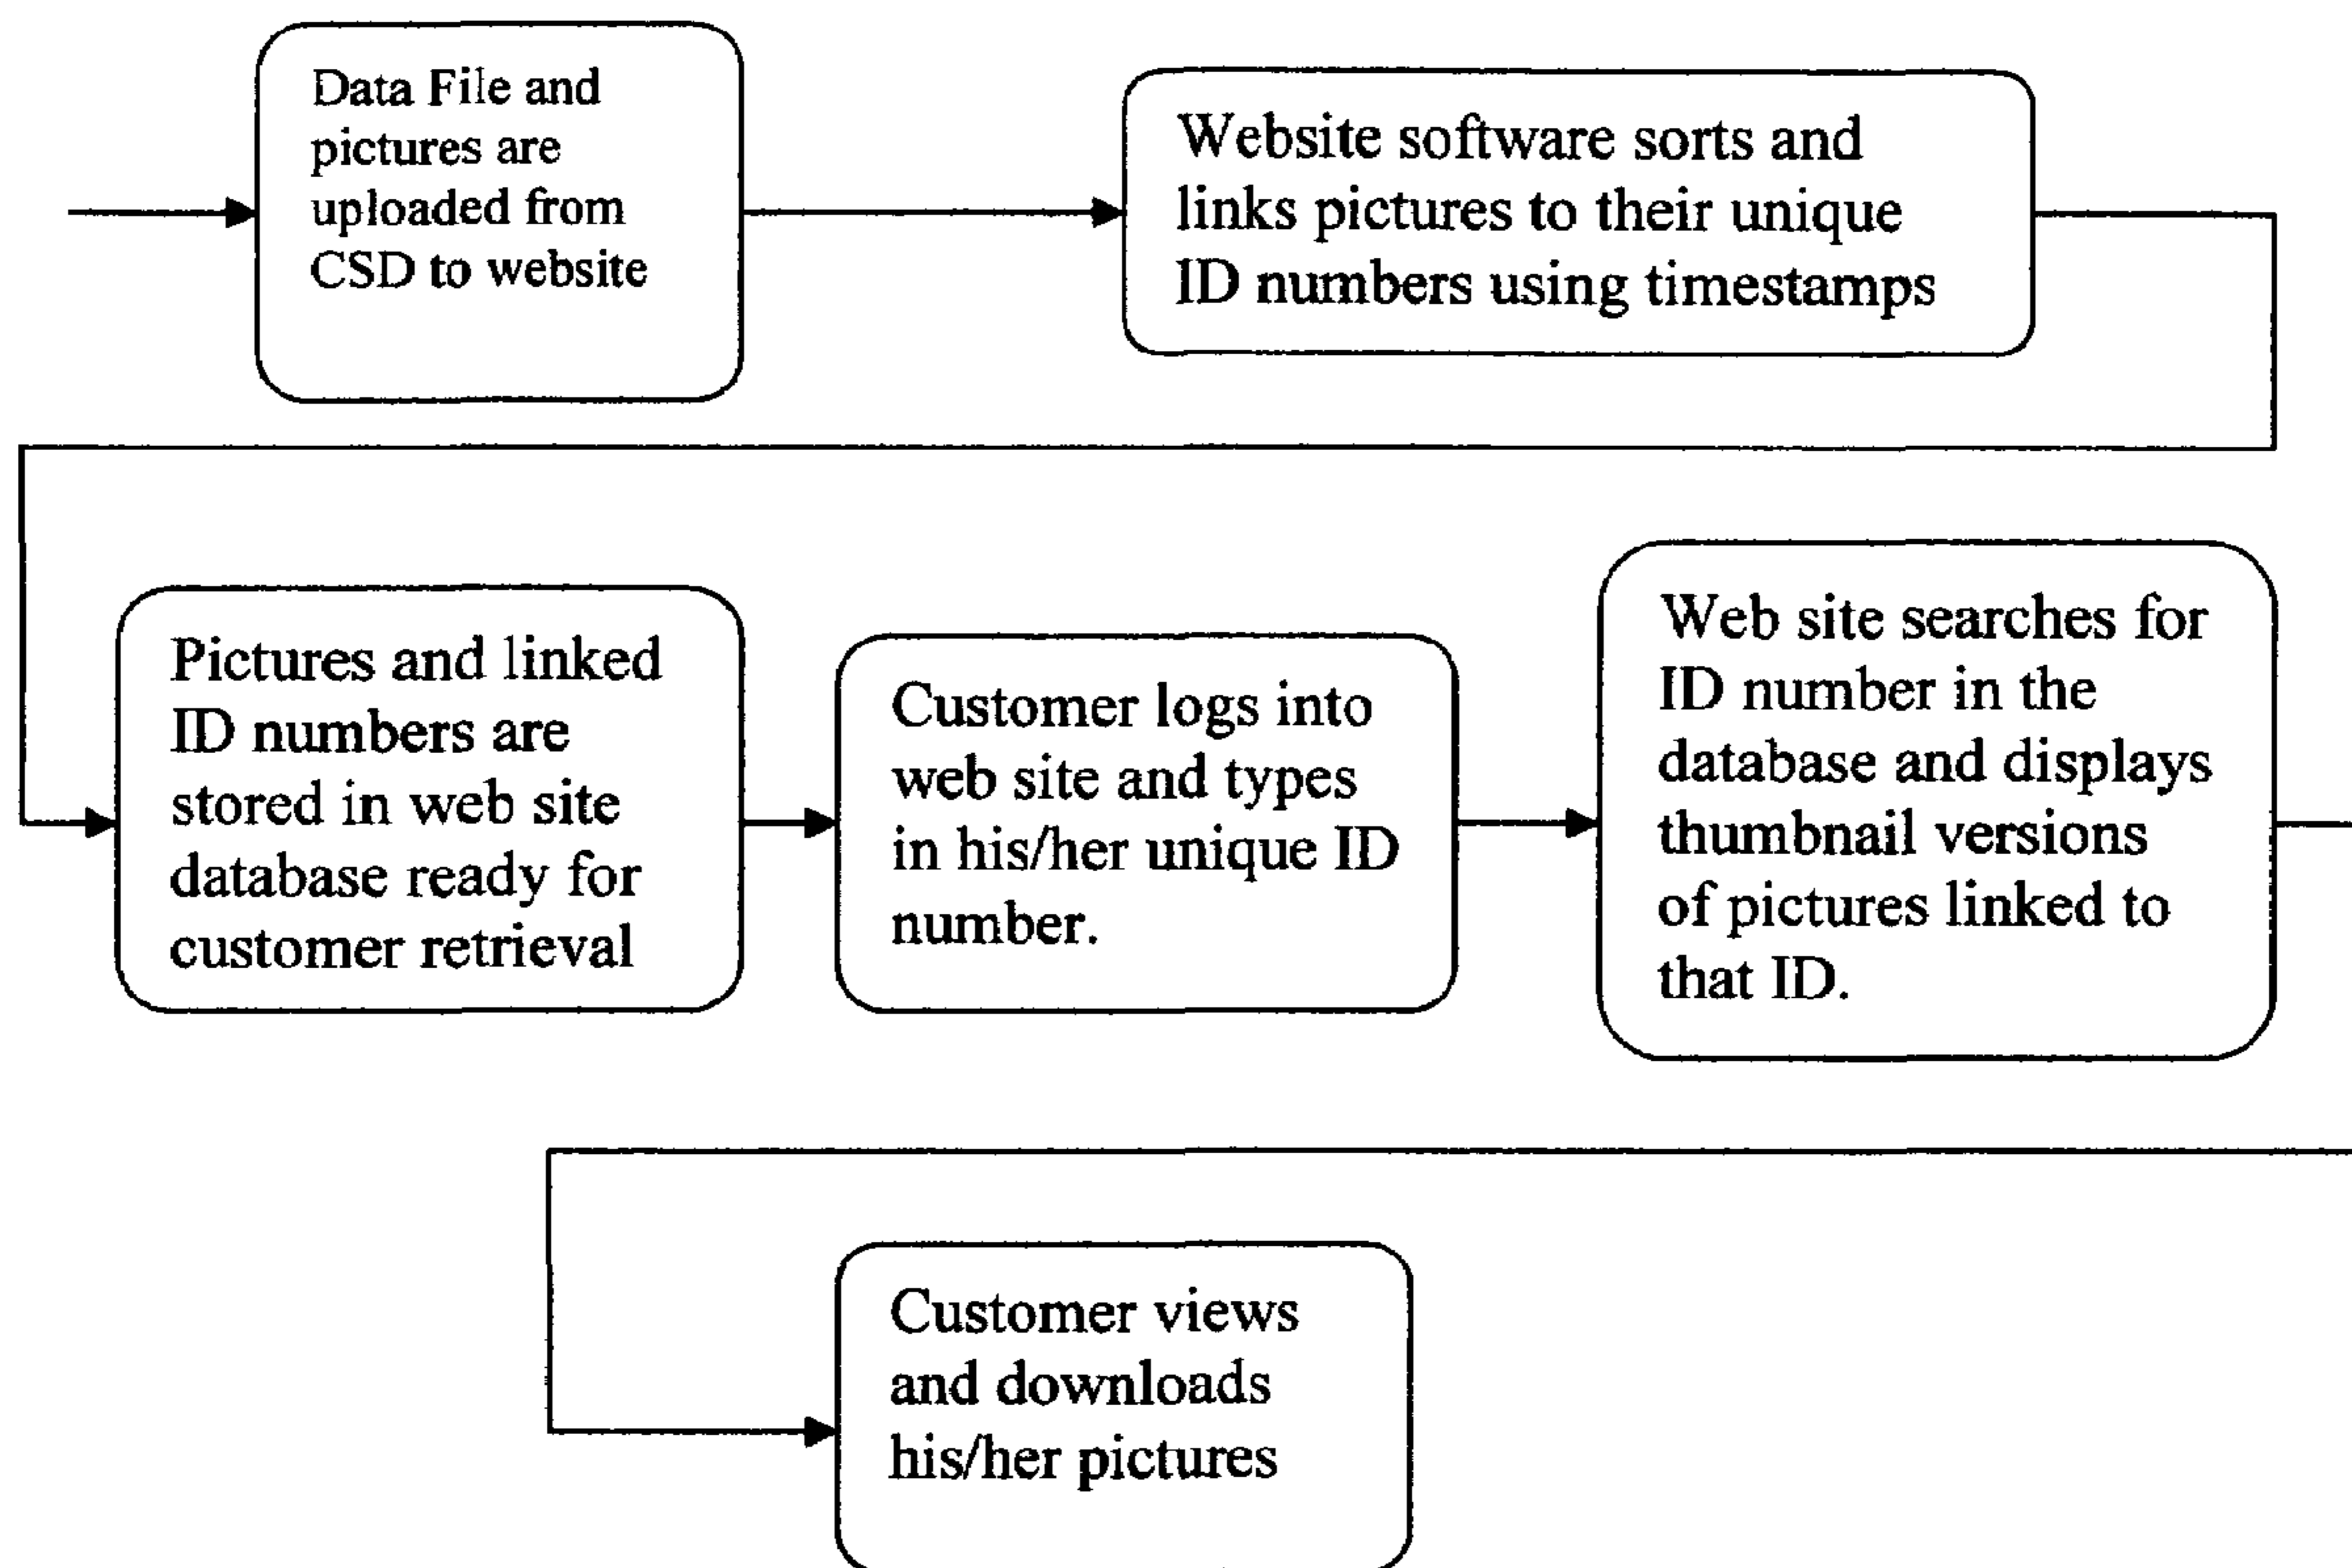 Data File and
pictures are
uploaded from
CSD to website
Website software sorts and
links pictures to their unique
ID numbers using timestamps
Pictures and linked
ID numbers are
stored in web site
database ready for
customer retrieval
Customer logs into
web site and types
in his/her unique ID
number.
Web site searches for
ID number in the
database and displays
thumbnail versions
of pictures linked to
that ID.
Customer views
and downloads
his/her pictures